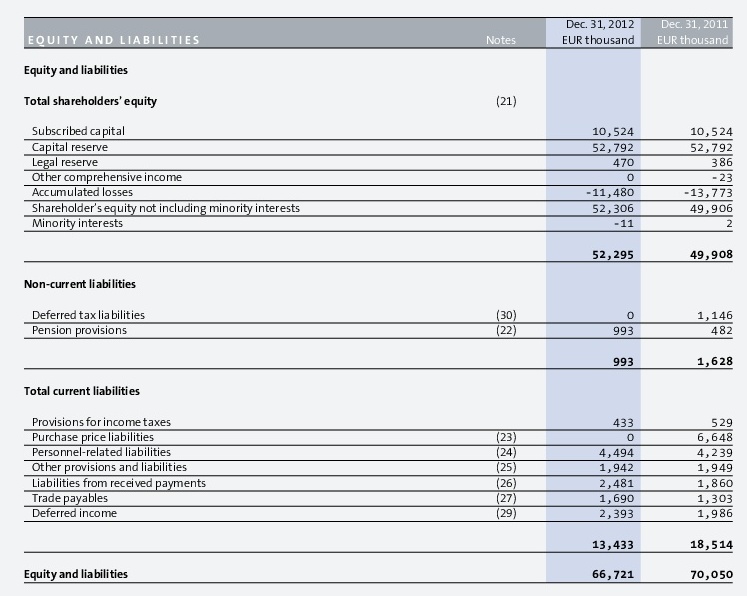 Dec. 31, 2012 Dec. 31, 2011
EQUITY AND LIABILITIES Notes EUR thousand EUR thousand
Equity and liabilities
Total shareholders' equity (21)
Subscribed capital 10,524 10,524
Capital reserve 52,792 52,792
Legal reserve 470 386
Other comprehensive income 0 -23
Accumulated losses -11,480 -13,773
Shareholder's equity not including minority interests 52,306 49,906
Minority interests -11 2
52,295 49,908
Non-current liabilities
Deferred tax liabilities (30) 0 1,146
Pension provisions (22) 993 482
993 1,628
Total current liabilities
Provisions for income taxes 433 529
Purchase price liabilities (23) 0 6,648
Personnel-related liabilities (24) 4,494 4,239
Other provisions and liabilities (25) 1,942 1,949
Liabilities from received payments (26) 2,481 1,860
Trade payables (27) 1,690 1,303
Deferred income (29) 2,393 1,986
13,433 18,514
Equity and liabilities 66,721 70,050